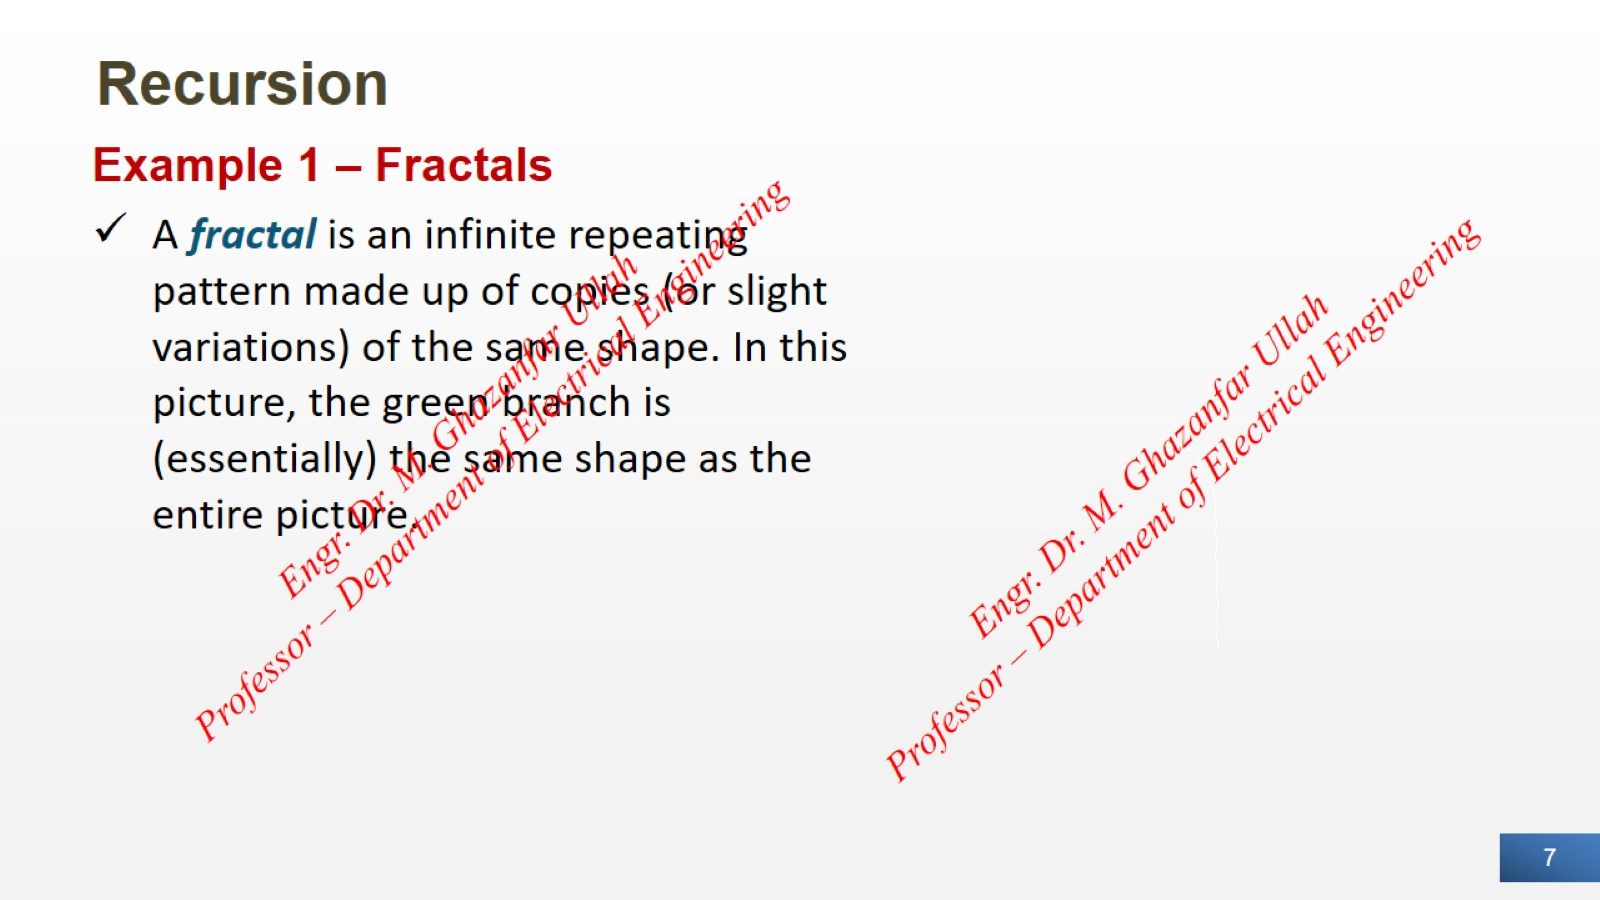 Recursion
Example 1 – Fractals
✓ A fractal is an infinite repeating
pattern made up of copies (or slight
variations) of the same shape. In this
picture, the green branch is
(essentially) the same shape as the
entire picture.
Engr. Dr. M. Ghazanfar Ullah
Professor – Department of Electrical Engineering
Engr. Dr. M. Ghazanfar Ullah
Professor – Department of Electrical Engineering
7